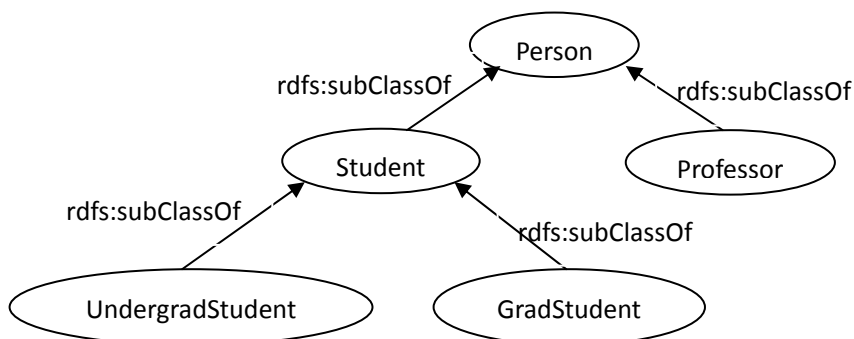 Person
rdfs:subClassOf
rdfs:subClassOf
Student
Professor
rdfs:subClassOf
rdfs:subClassOf
UndergradStudent
GradStudent